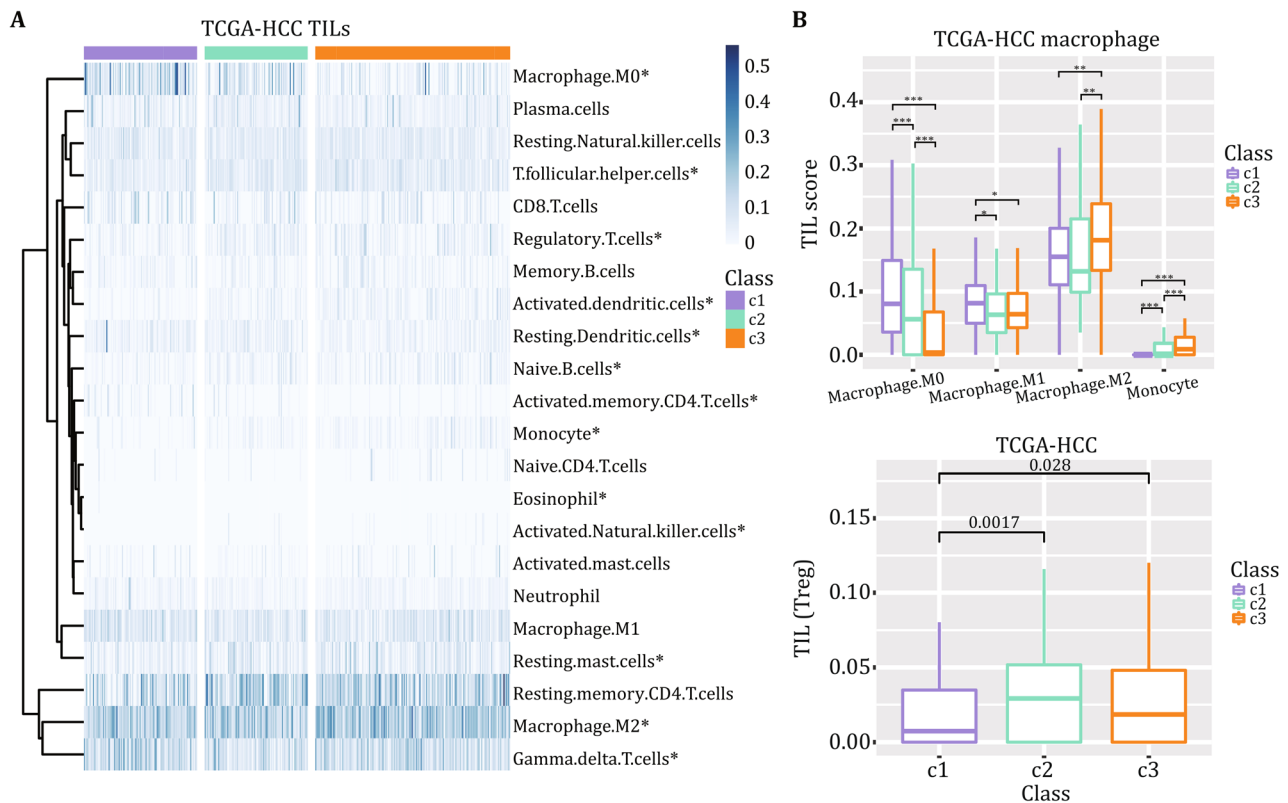 A
TCGA-HCC TILs
Macrophage.M0*
Plasma.cells
Resting.Natural.killer.cells
T.follicular.helper.cells*
CD8.T.cells
Regulatory.T.cells*
Memory.B.cells
Activated.dendritic.cells*
Resting.Dendritic.cells*
Naive.B.cells*
Activated.memory.CD4.T.cells*
Monocyte*
Naive.CD4.T.cells
Eosinophil*
Activated.Natural.killer.cells*
Activated.mast.cells
Neutrophil
Macrophage.M1
Resting.mast.cells*
Resting.memory.CD4.T.cells
Macrophage.M2*
Gamma.delta.T.cells*
0.5
0.4
0.3
0.2
0.1
0
Class
c1
c2
c3
B
TCGA-HCC macrophage
TIL score
0.4
0.3
0.2
0.1
0.0
***
***
***
*
*
**
**
***
***
***
Macrophage.M0
Macrophage.M1
Macrophage.M2
Monocyte
Class
c1
c2
c3
TCGA-HCC
TIL (Treg)
0.15
0.10
0.05
0.00
0.028
0.0017
c1
c2
c3
Class
Class
c1
c2
c3